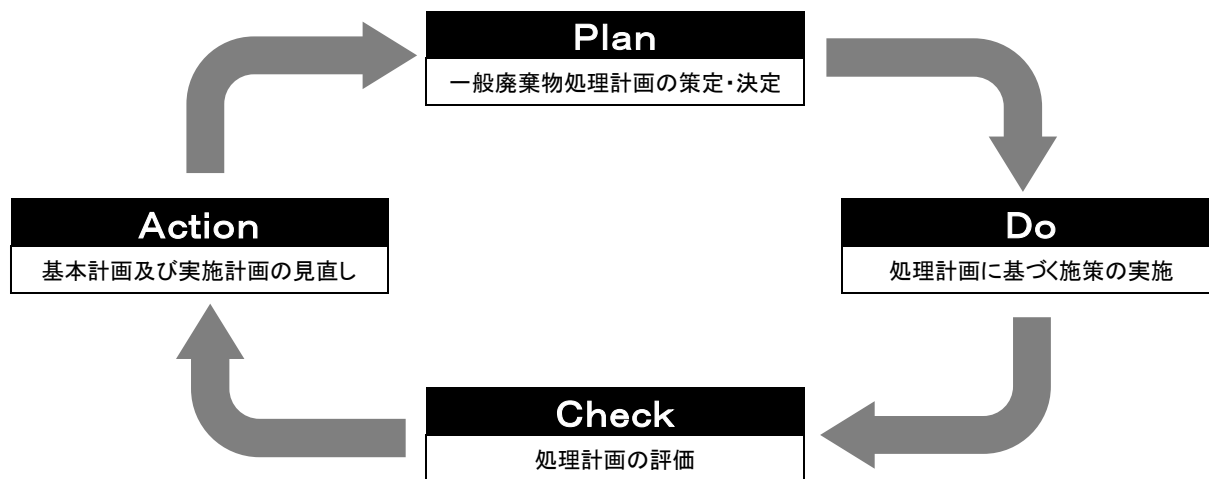 Plan
一般廃棄物処理計画の策定・決定
Action
基本計画及び実施計画の見直し
Do
処理計画に基づく施策の実施
Check
処理計画の評価